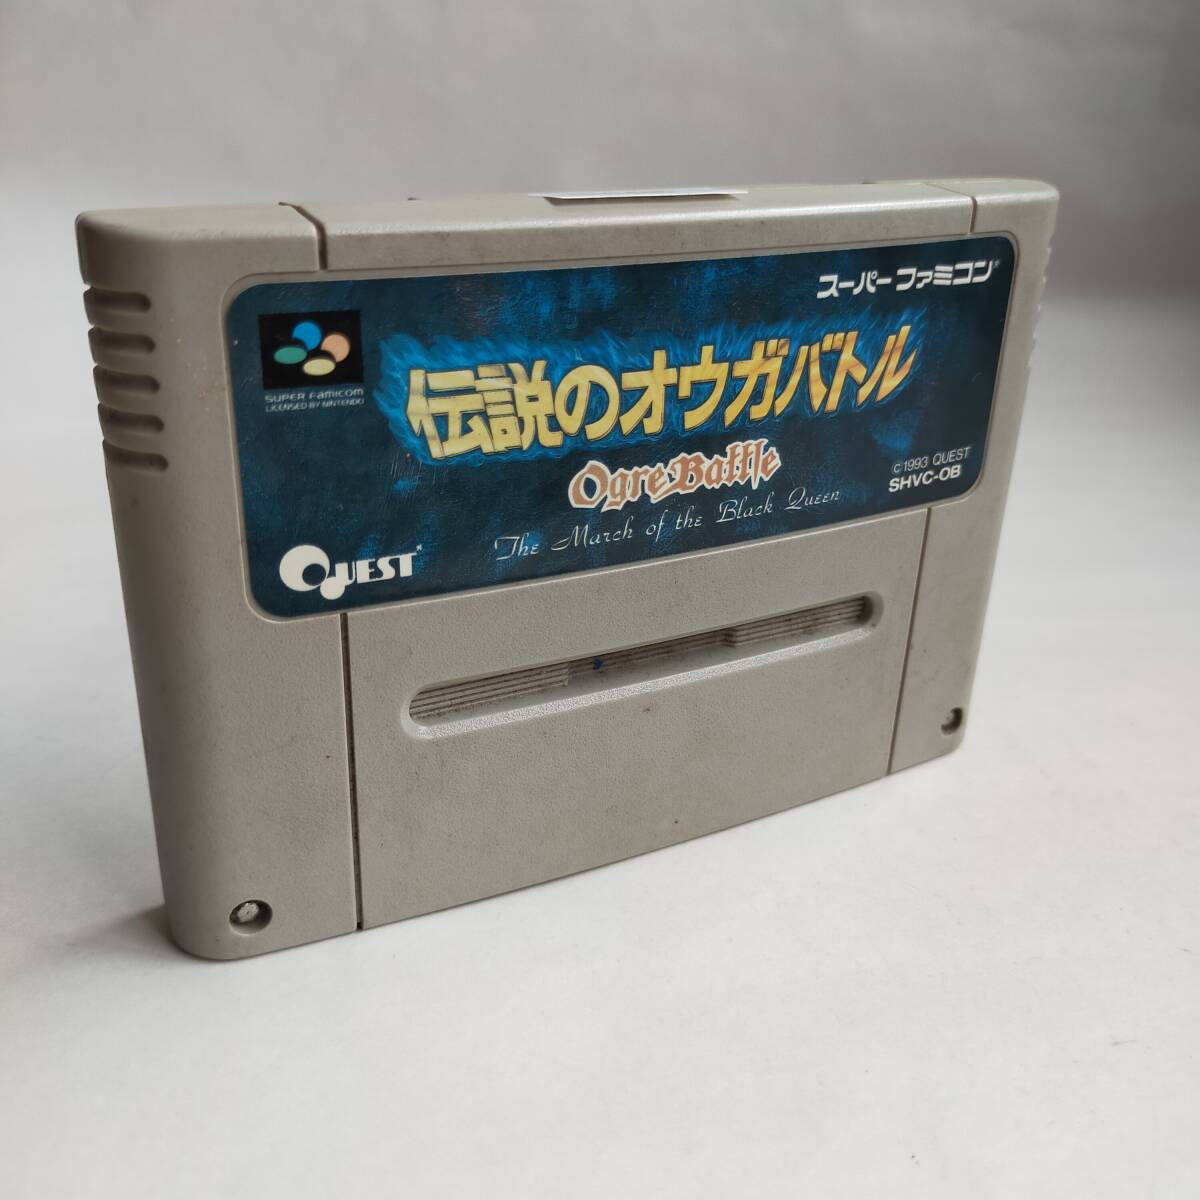 スーパーファミコン
SUPER FAMICOM
LICENSED BY NINTENDO
伝説のオウガバトル
Ogre Battle
The March of the Black Queen
©1993 QUEST
SHVC-OB
QUEST